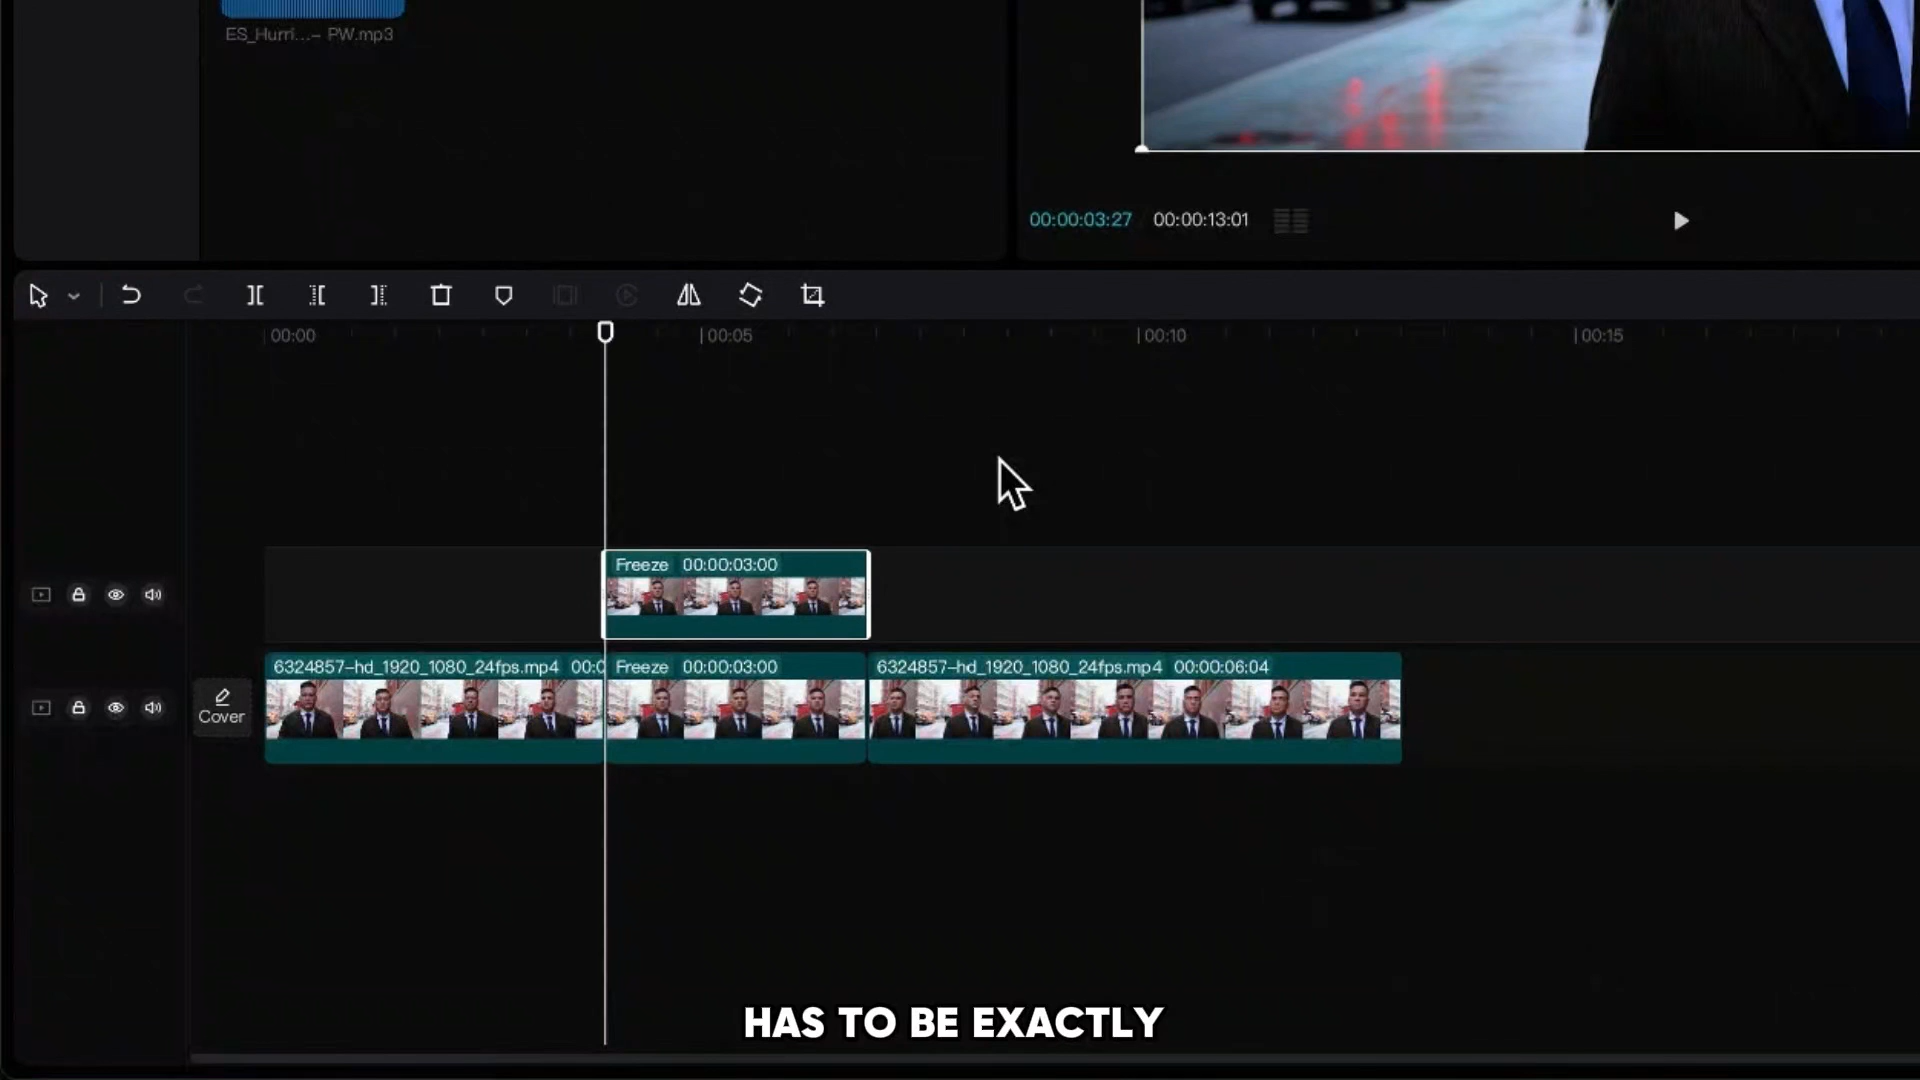 ES_Hurri...– PW.mp3
00:00:03:27 00:00:13:01
00:00 00:05 00:10 00:15
Freeze 00:00:03:00
6324857–hd_1920_1080_24fps.mp4 00:0
Freeze 00:00:03:00
6324857–hd_1920_1080_24fps.mp4 00:00:06:04
Cover
HAS TO BE EXACTLY